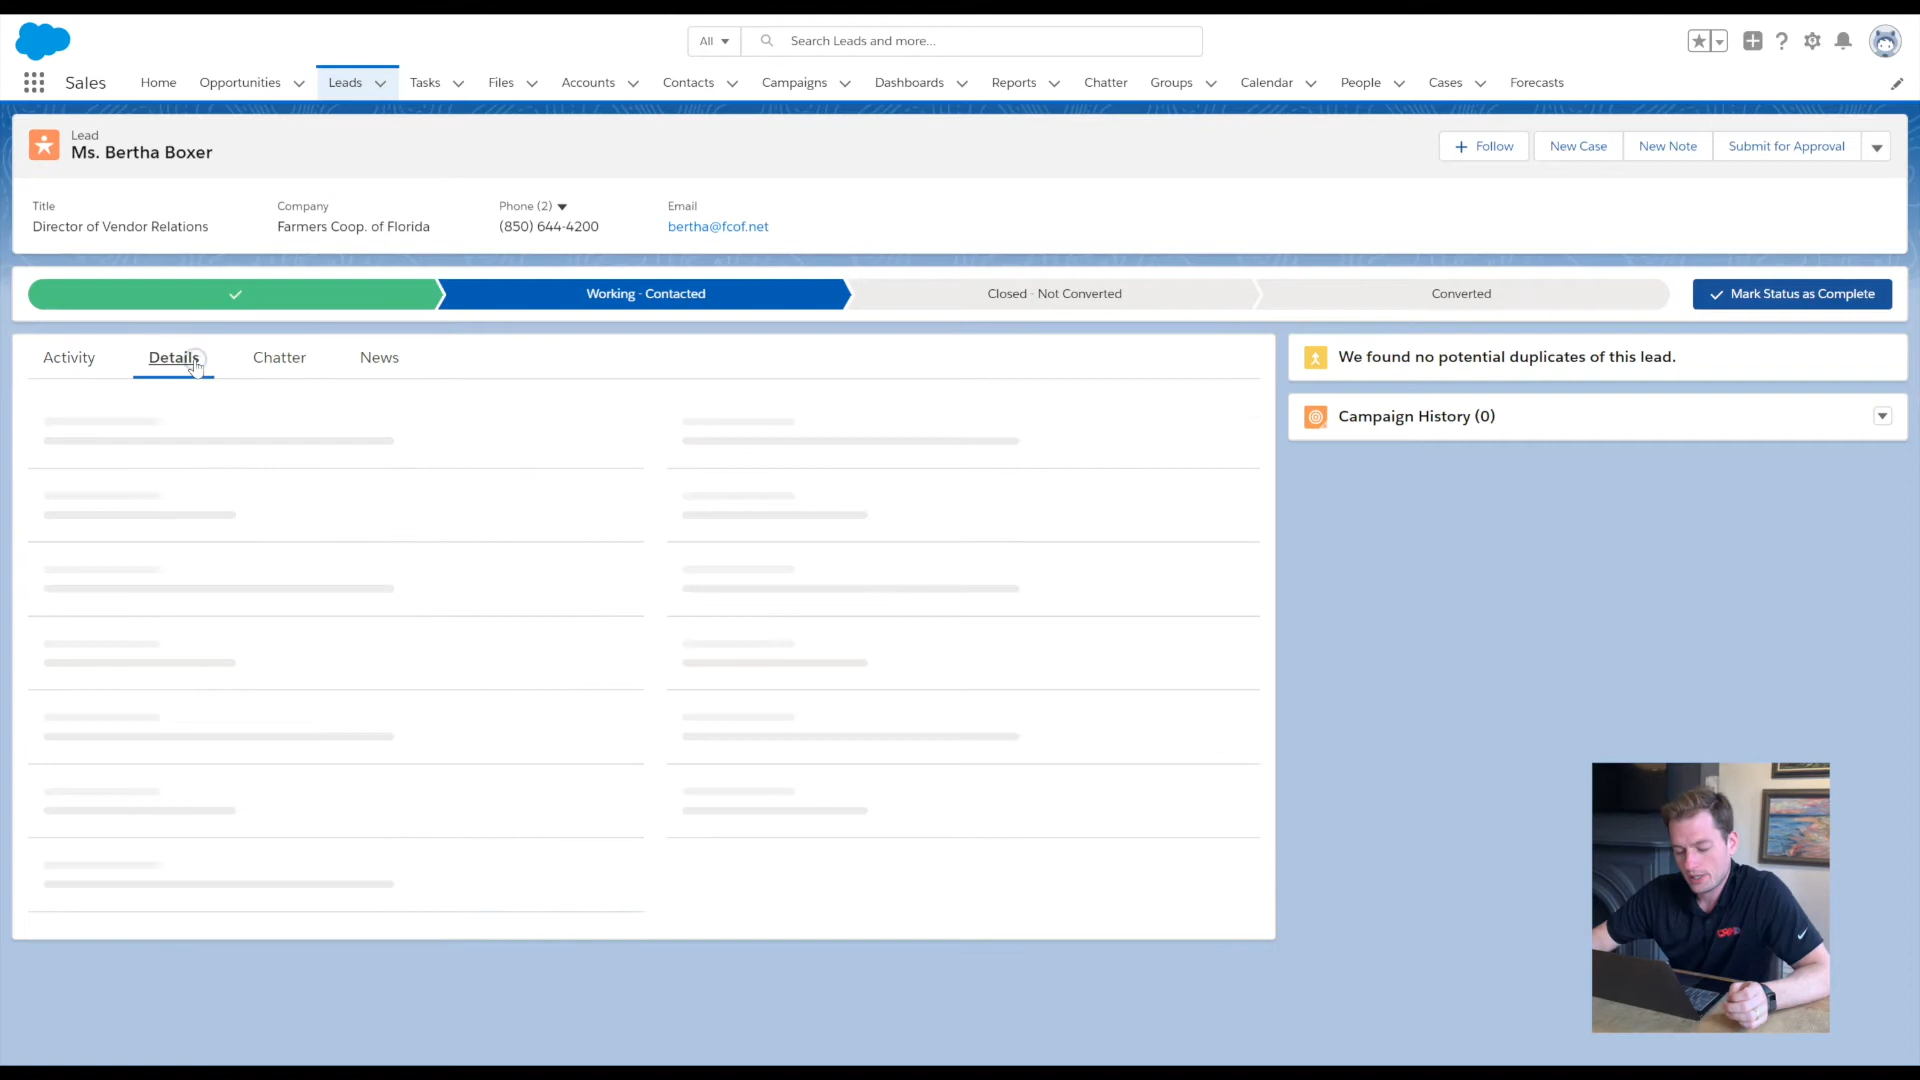 All
Search Leads and more...
Sales
Home
Opportunities
Leads
Tasks
Files
Accounts
Contacts
Campaigns
Dashboards
Reports
Chatter
Groups
Calendar
People
Cases
Forecasts
Lead
Ms. Bertha Boxer
+ Follow
New Case
New Note
Submit for Approval
Title
Company
Phone (2)
Email
Director of Vendor Relations
Farmers Coop. of Florida
(850) 644-4200
bertha@fcof.net
Working - Contacted
Closed - Not Converted
Converted
Mark Status as Complete
Activity
Details
Chatter
News
We found no potential duplicates of this lead.
Campaign History (0)